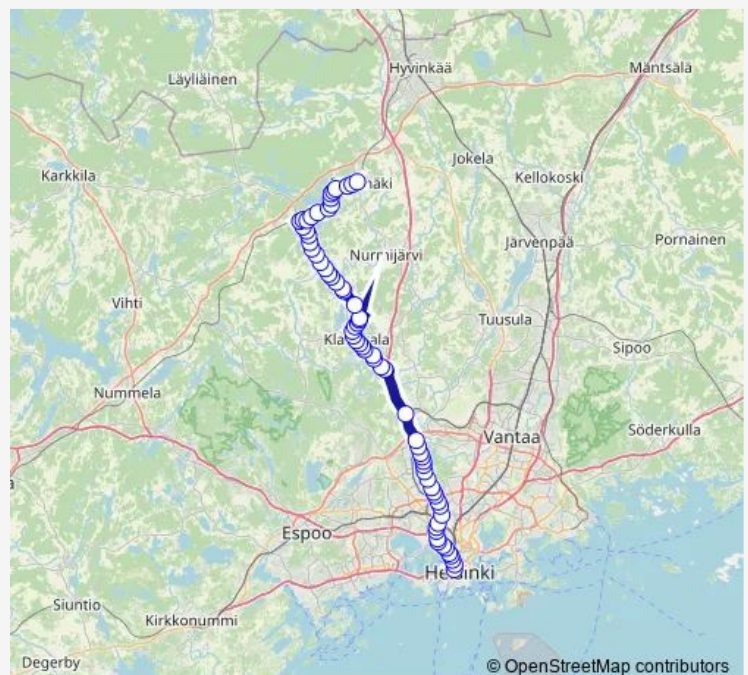 Hyvinkää
Läyliäinen
Mäntsälä
Jokela
Karkkila
Kellokoski
Järvenpää
Pornainen
Nurmijärvi
Vihti
Tuusula
Sipoo
Nummela
Vantaa
Söderkulla
Espoo
Siuntio
Kirkkonummi
Degerby
© OpenStreetMap contributors